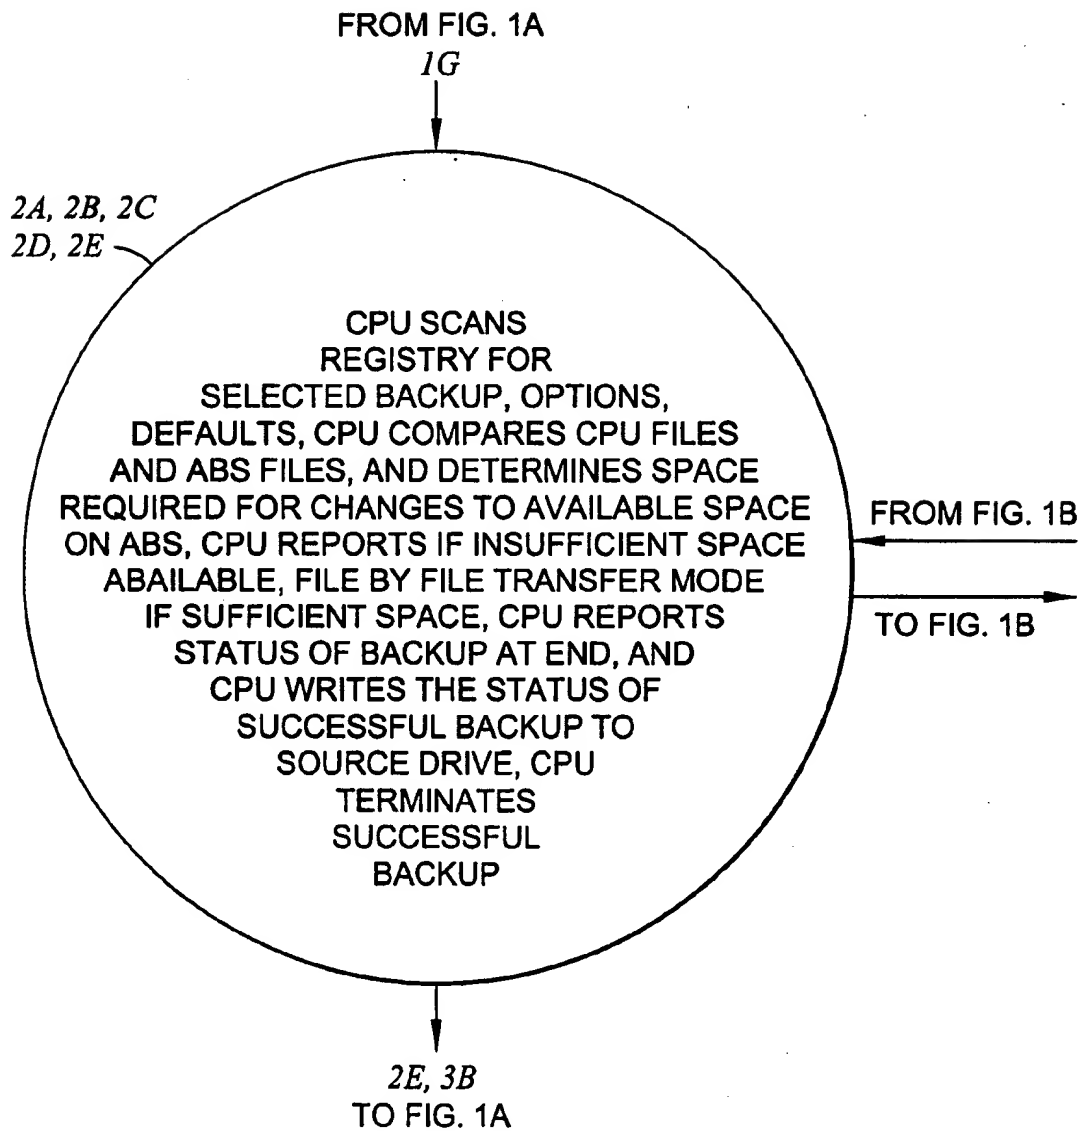 FROM FIG. 1A
1G
2A, 2B, 2C
2D, 2E
CPU SCANS
REGISTRY FOR
SELECTED BACKUP, OPTIONS,
DEFAULTS, CPU COMPARES CPU FILES
AND ABS FILES, AND DETERMINES SPACE
REQUIRED FOR CHANGES TO AVAILABLE SPACE
ON ABS, CPU REPORTS IF INSUFFICIENT SPACE
ABAILABLE, FILE BY FILE TRANSFER MODE
IF SUFFICIENT SPACE, CPU REPORTS
STATUS OF BACKUP AT END, AND
CPU WRITES THE STATUS OF
SUCCESSFUL BACKUP TO
SOURCE DRIVE, CPU
TERMINATES
SUCCESSFUL
BACKUP
FROM FIG. 1B
TO FIG. 1B
2E, 3B
TO FIG. 1A